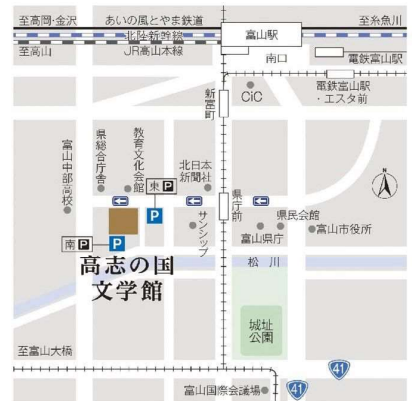 至高岡・金沢
あいの風とやま鉄道
富山駅
至糸魚川
北陸新幹線
至高山
JR高山本線
南口
電鉄富山駅
電鉄富山駅
・エスタ前
CiC
新富町
富山中部高校
県総合庁舎
教育文化会館
北日本新聞社
東 P
P
県庁前
サンシップ
富山県庁
県民会館
富山市役所
N
南 P
P
高志の国
文学館
松川
城址
公園
至富山大橋
41
富山国際会議場
41